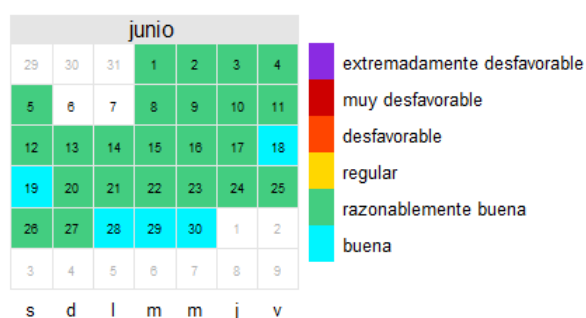 junio
29 30 31 1 2 3 4
5 6 7 8 9 10 11
12 13 14 15 16 17 18
19 20 21 22 23 24 25
26 27 28 29 30 1 2
3 4 5 6 7 8 9
s d l m m j v
extremadamente desfavorable
muy desfavorable
desfavorable
regular
razonablemente buena
buena